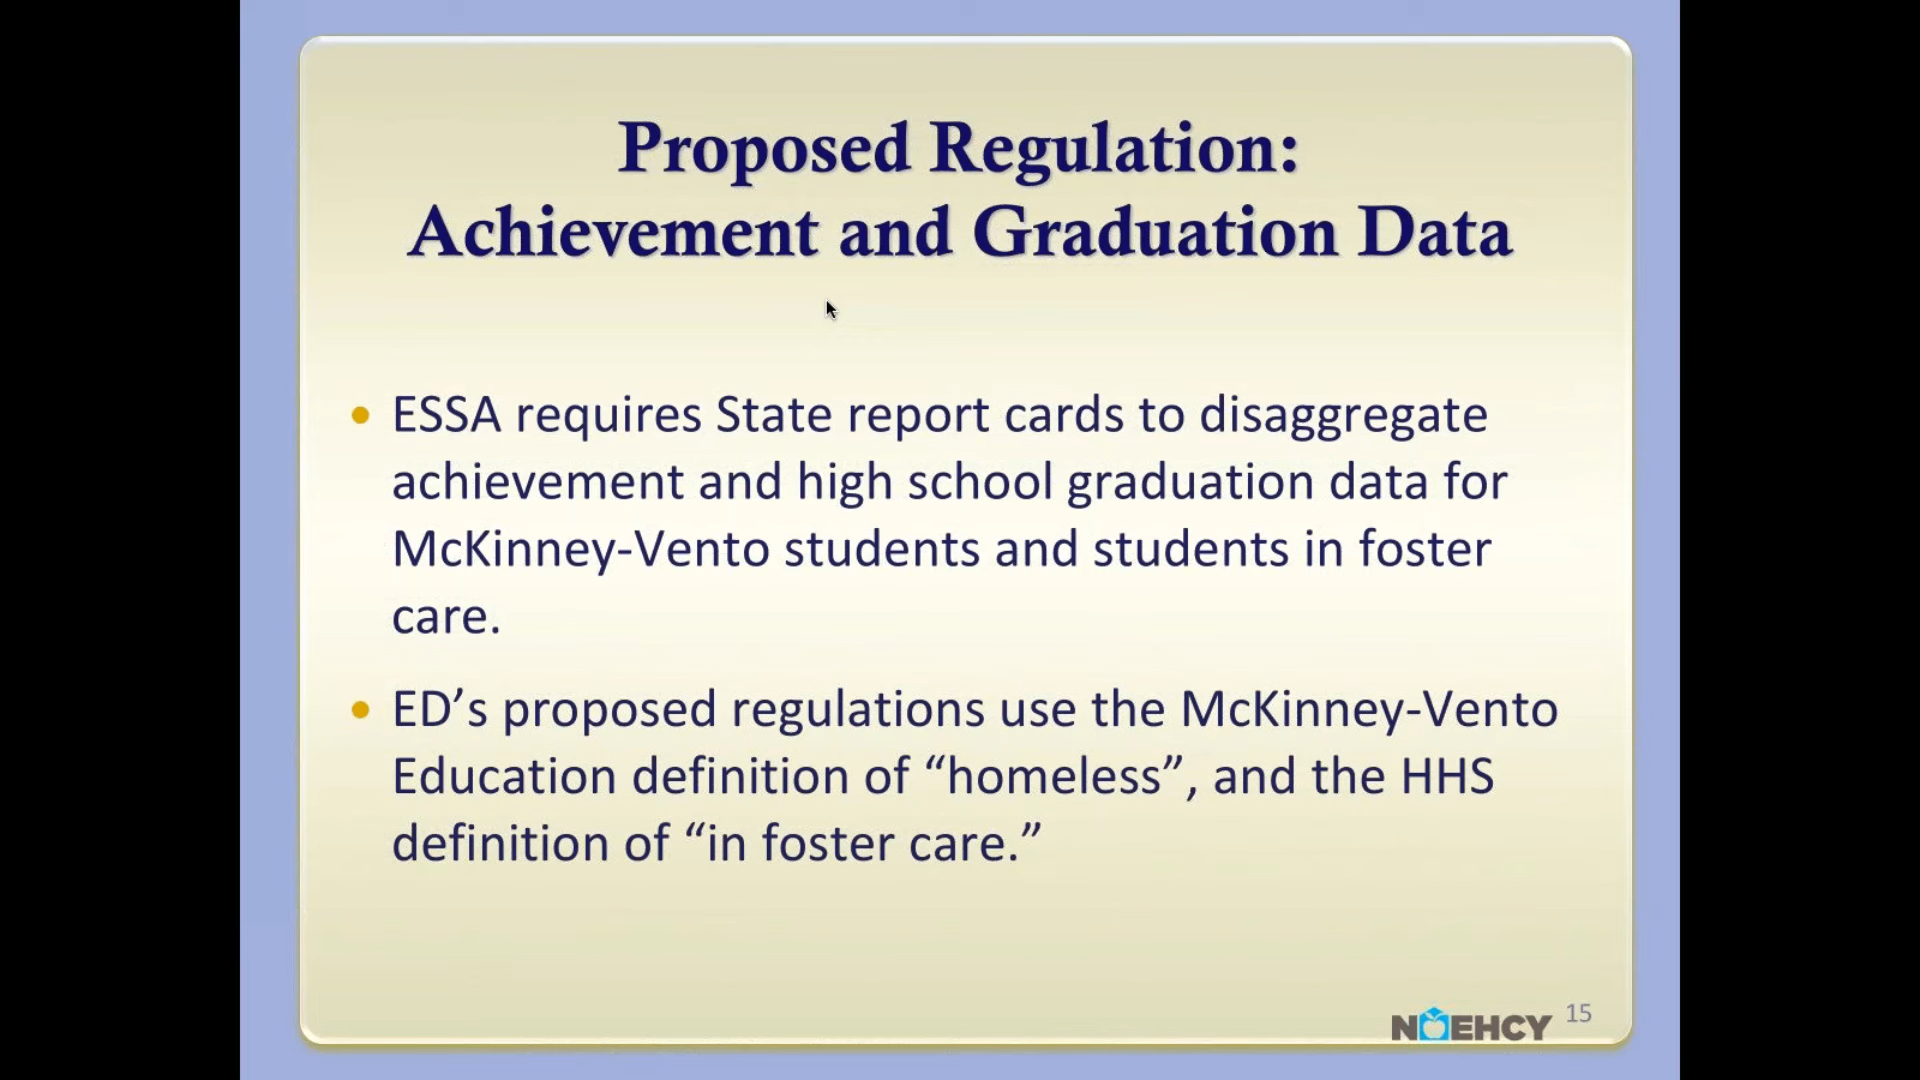 Proposed Regulation:
Achievement and Graduation Data
• ESSA requires State report cards to disaggregate
achievement and high school graduation data for
McKinney-Vento students and students in foster
care.
• ED’s proposed regulations use the McKinney-Vento
Education definition of “homeless”, and the HHS
definition of “in foster care.”
NAEHCY 15